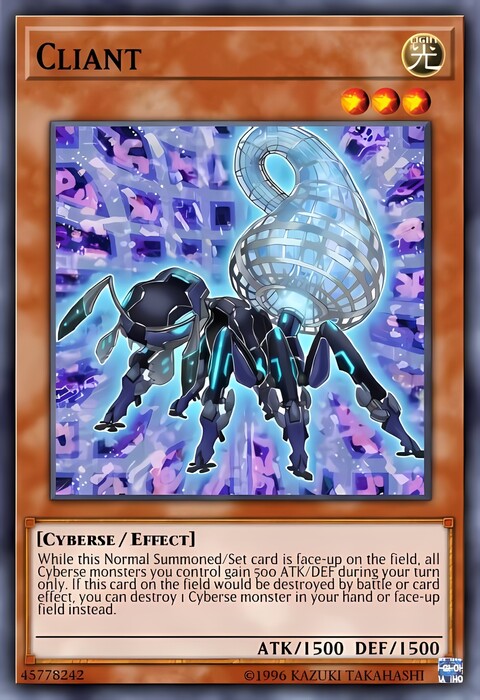 CLIANT
LIGHT
光
[CYBERSE / EFFECT]
While this Normal Summoned/Set card is face-up on the field, all
Cyberse monsters you control gain 500 ATK/DEF during your turn
only. If this card on the field would be destroyed by battle or card
effect, you can destroy 1 Cyberse monster in your hand or face-up
field instead.
ATK/1500 DEF/1500
45778242
©1996 KAZUKI TAKAHASHI